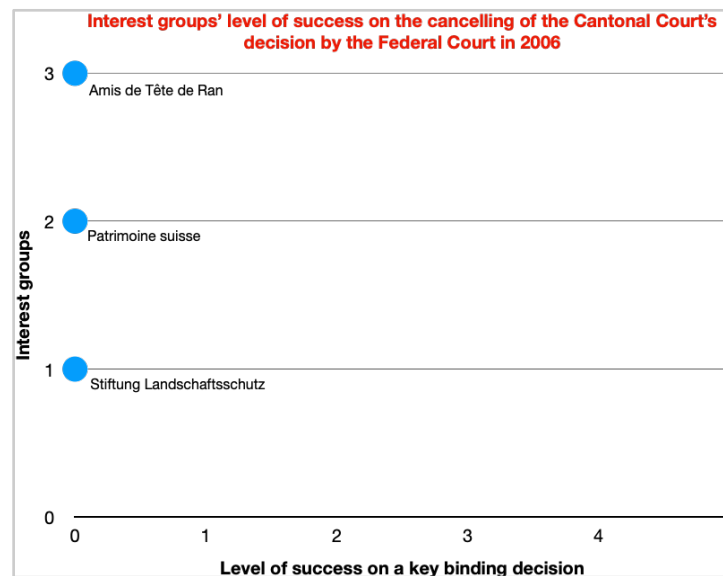 Interest groups' level of success on the cancelling of the Cantonal Court's
decision by the Federal Court in 2006
3
Amis de Tête de Ran
2
Patrimoine suisse
Interest groups
1
Stiftung Landschaftsschutz
0
0 1 2 3 4
Level of success on a key binding decision